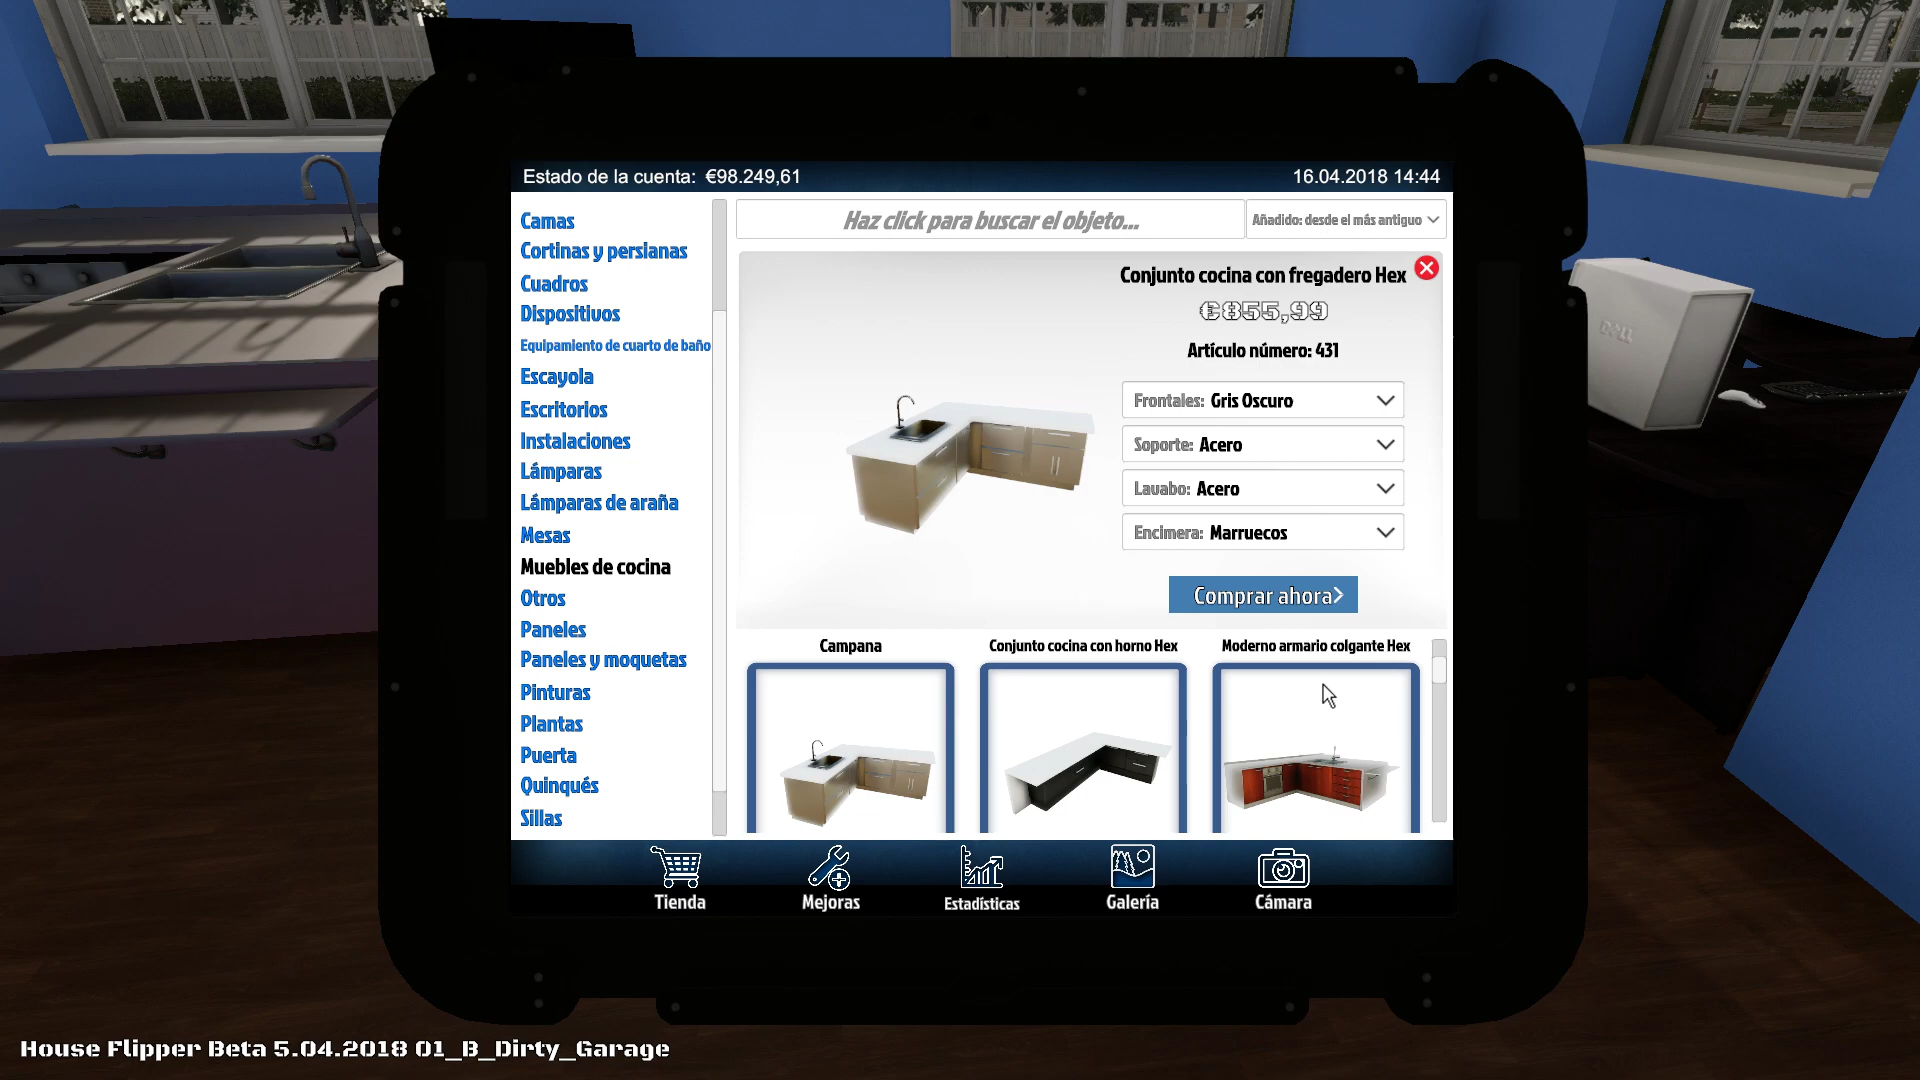 Estado de la cuenta: €98.249,61
16.04.2018 14:44
Camas
Cortinas y persianas
Cuadros
Dispositivos
Equipamiento de cuarto de baño
Escayola
Escritorios
Instalaciones
Lámparas
Lámparas de araña
Mesas
Muebles de cocina
Otros
Paneles
Paneles y moquetas
Pinturas
Plantas
Puerta
Quinqués
Sillas
Haz click para buscar el objeto...
Añadido: desde el más antiguo
Conjunto cocina con fregadero Hex
€855,99
Artículo número: 431
Frontales: Gris Oscuro
Soporte: Acero
Lavabo: Acero
Encimera: Marruecos
Comprar ahora
Campana
Conjunto cocina con horno Hex
Moderno armario colgante Hex
Tienda
Mejoras
Estadísticas
Galería
Cámara
DELL
House Flipper Beta 5.04.2018 01_B_Dirty_Garage